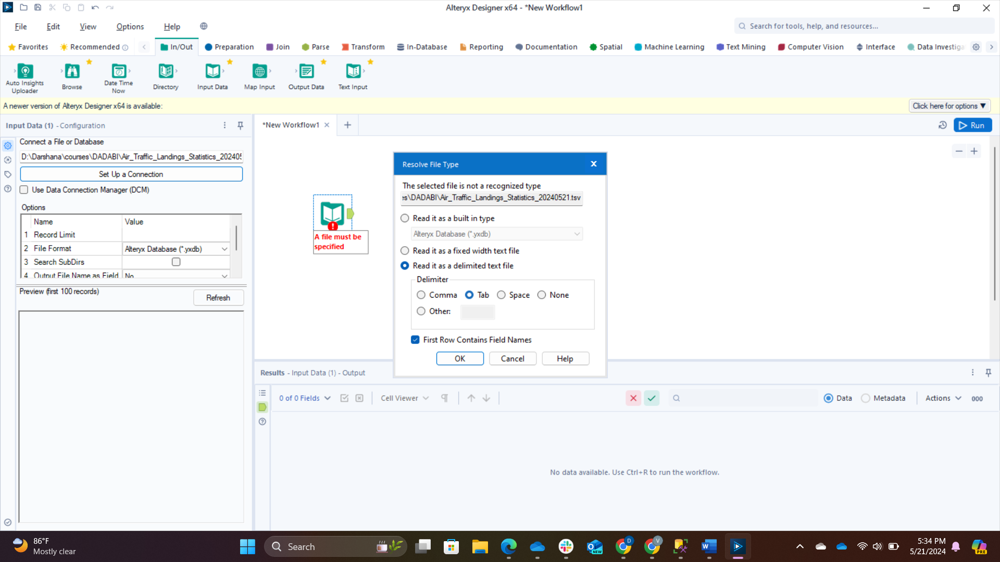 Alteryx Designer x64 - *New Workflow1
File Edit View Options Help
Search for tools, help, and resources...
Favorites Recommended In/Out Preparation Join Parse Transform In-Database Reporting Documentation Spatial Machine Learning Text Mining Computer Vision Interface Data Investiga
Auto Insights Uploader
Browse
Date Time Now
Directory
Input Data
Map Input
Output Data
Text Input
A newer version of Alteryx Designer x64 is available:
Click here for options ▼
Input Data (1) - Configuration
*New Workflow1
Run
Connect a File or Database
D:\Darshana\courses\DADABI\Air_Traffic_Landings_Statistics_202405
Set Up a Connection
Use Data Connection Manager (DCM)
Options
Name Value
1 Record Limit
2 File Format Alteryx Database (*.yxdb)
3 Search SubDirs
4 Output File Name as Field No
Preview (first 100 records)
Refresh
A file must be
specified
Resolve File Type
The selected file is not a recognized type
es\DADABI\Air_Traffic_Landings_Statistics_20240521.tsv
Read it as a built in type
Alteryx Database (*.yxdb)
Read it as a fixed width text file
Read it as a delimited text file
Delimiter
Comma Tab Space None
Other:
First Row Contains Field Names
OK Cancel Help
Results - Input Data (1) - Output
0 of 0 Fields Cell Viewer Data Metadata Actions 000
No data available. Use Ctrl+R to run the workflow.
86°F
Mostly clear
Search
NEW
D
V
5:34 PM
5/21/2024
PRE